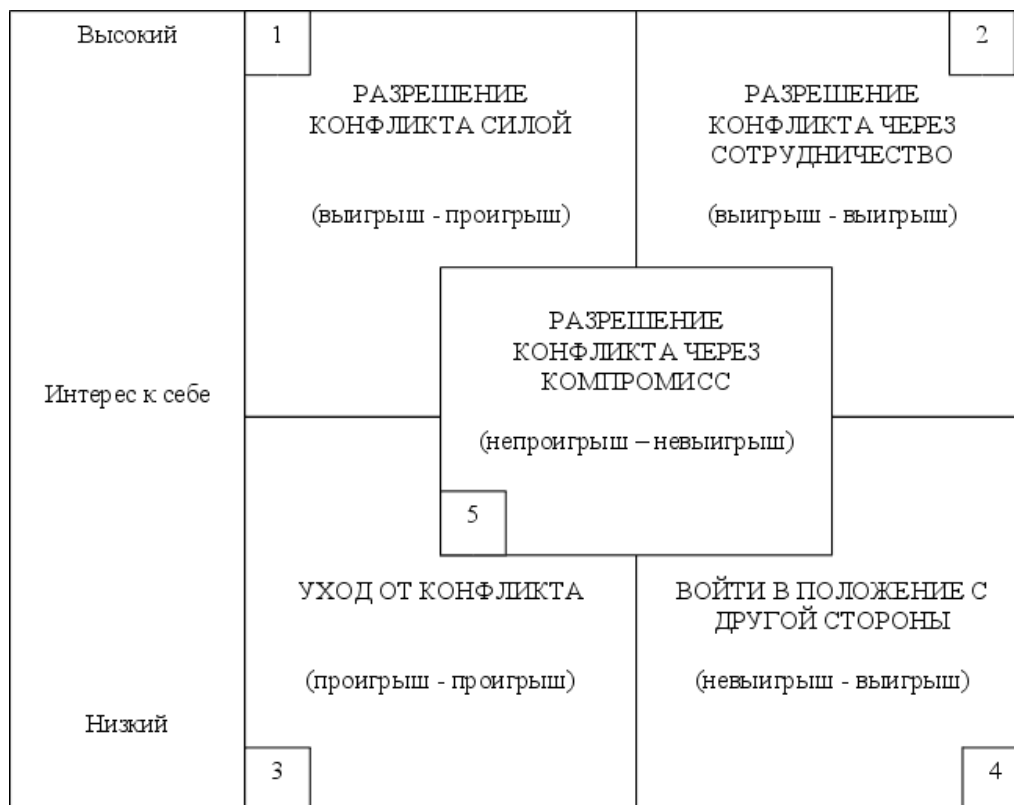 Высокий
1
РАЗРЕШЕНИЕ
КОНФЛИКТА СИЛОЙ
(выигрыш - проигрыш)
2
РАЗРЕШЕНИЕ
КОНФЛИКТА ЧЕРЕЗ
СОТРУДНИЧЕСТВО
(выигрыш - выигрыш)
Интерес к себе
РАЗРЕШЕНИЕ
КОНФЛИКТА ЧЕРЕЗ
КОМПРОМИСС
(непроигрыш – невыигрыш)
5
Низкий
УХОД ОТ КОНФЛИКТА
(проигрыш - проигрыш)
3
ВОЙТИ В ПОЛОЖЕНИЕ С
ДРУГОЙ СТОРОНЫ
(невыигрыш - выигрыш)
4